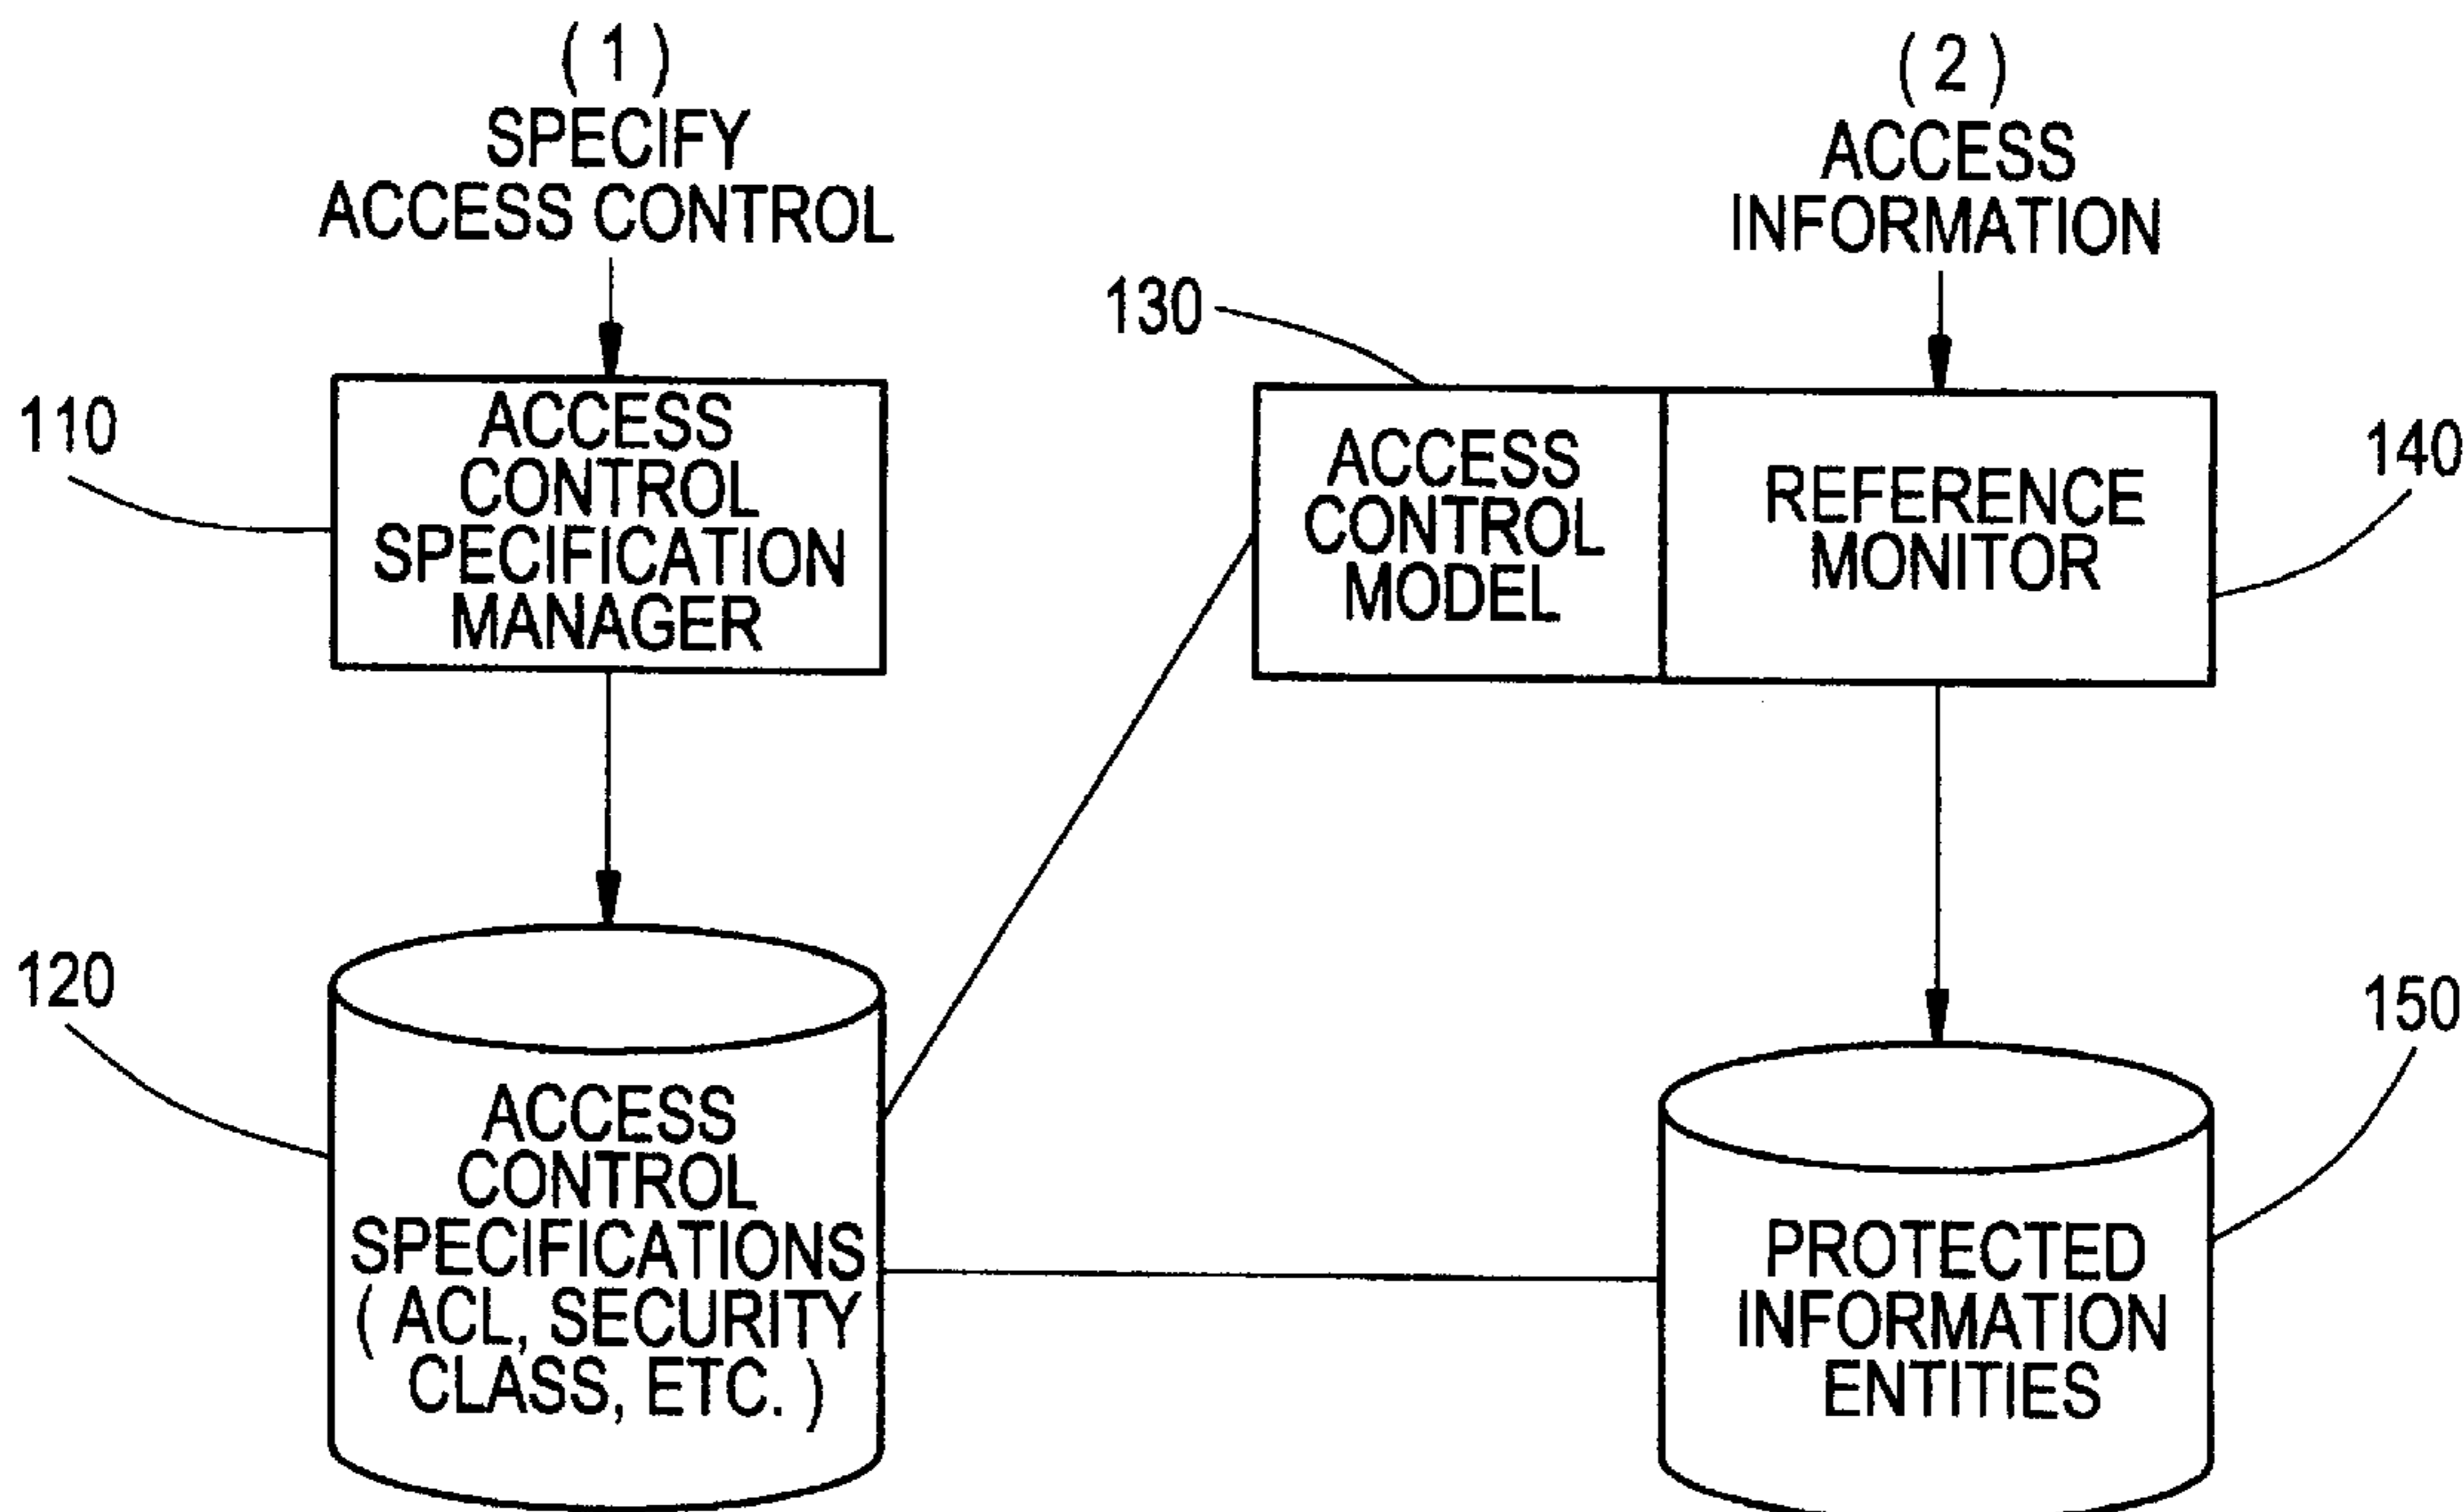 ( 1 )
SPECIFY
ACCESS CONTROL
( 2 )
ACCESS
INFORMATION
130
110
ACCESS
CONTROL
SPECIFICATION
MANAGER
ACCESS
CONTROL
MODEL
REFERENCE
MONITOR
140
120
ACCESS
CONTROL
SPECIFICATIONS
( ACL, SECURITY
CLASS, ETC. )
150
PROTECTED
INFORMATION
ENTITIES